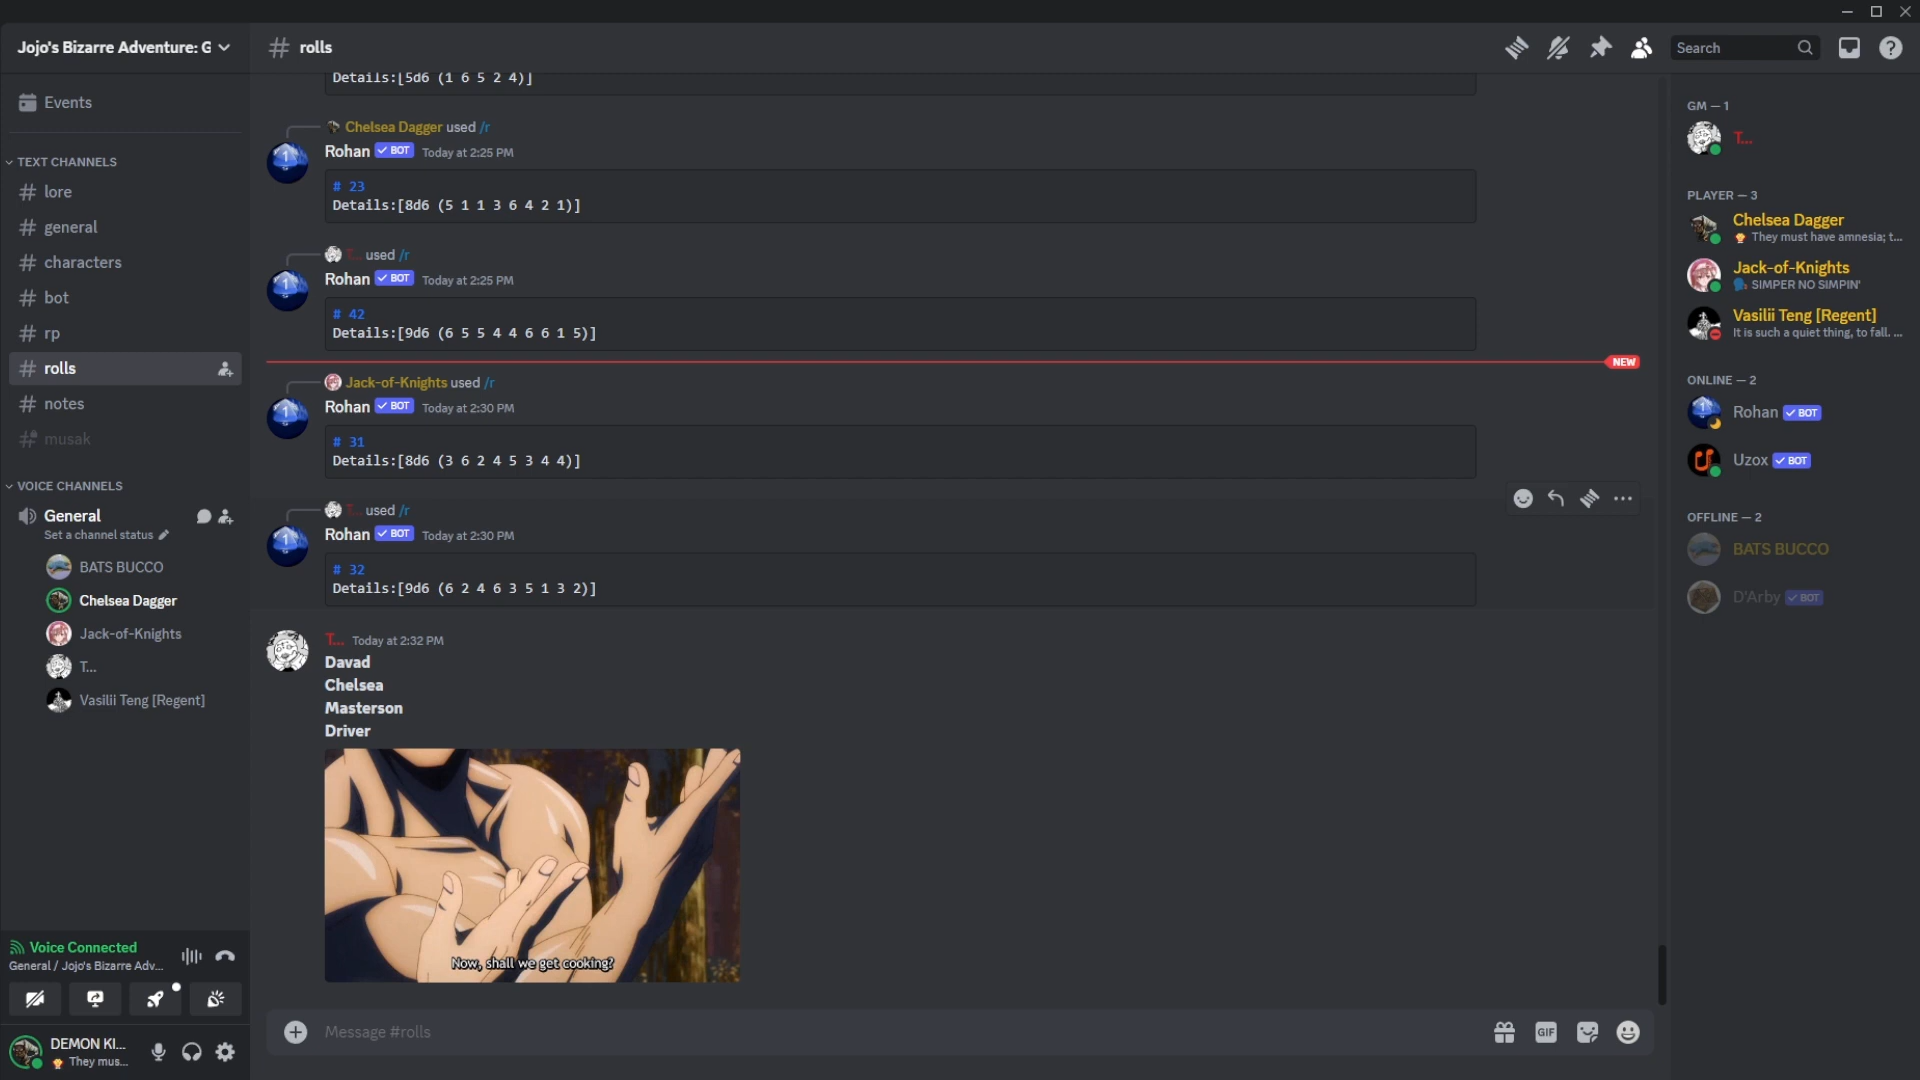 Jojo's Bizarre Adventure: G
Events
TEXT CHANNELS
lore
general
characters
bot
rp
rolls
notes
musak
VOICE CHANNELS
General
Set a channel status
BATS BUCCO
Chelsea Dagger
Jack-of-Knights
T...
Vasilii Teng [Regent]
Voice Connected
General / Jojo's Bizarre Adv...
DEMON KI...
They mus...
# rolls
Search
Details:[5d6 (1 6 5 2 4)]
Chelsea Dagger used /r
Rohan BOT Today at 2:25 PM
# 23
Details:[8d6 (5 1 1 3 6 4 2 1)]
T... used /r
Rohan BOT Today at 2:25 PM
# 42
Details:[9d6 (6 5 5 4 4 6 6 1 5)]
NEW
Jack-of-Knights used /r
Rohan BOT Today at 2:30 PM
# 31
Details:[8d6 (3 6 2 4 5 3 4 4)]
T... used /r
Rohan BOT Today at 2:30 PM
# 32
Details:[9d6 (6 2 4 6 3 5 1 3 2)]
T... Today at 2:32 PM
Davad
Chelsea
Masterson
Driver
Now, shall we get cooking?
Message #rolls
GIF
GM — 1
T...
PLAYER — 3
Chelsea Dagger
They must have amnesia; t...
Jack-of-Knights
SIMPER NO SIMPIN'
Vasilii Teng [Regent]
It is such a quiet thing, to fall. ...
ONLINE — 2
Rohan BOT
Uzox BOT
OFFLINE — 2
BATS BUCCO
D'Arby BOT